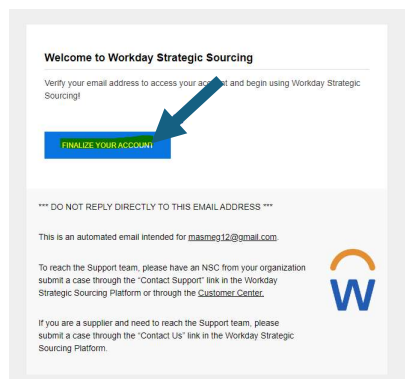 Welcome to Workday Strategic Sourcing
Verify your email address to access your account and begin using Workday Strategic
Sourcing!
FINALIZE YOUR ACCOUNT
*** DO NOT REPLY DIRECTLY TO THIS EMAIL ADDRESS ***
This is an automated email intended for masmeg12@gmail.com.
To reach the Support team, please have an NSC from your organization
submit a case through the “Contact Support” link in the Workday
Strategic Sourcing Platform or through the Customer Center.
If you are a supplier and need to reach the Support team, please
submit a case through the “Contact Us” link in the Workday Strategic
Sourcing Platform.